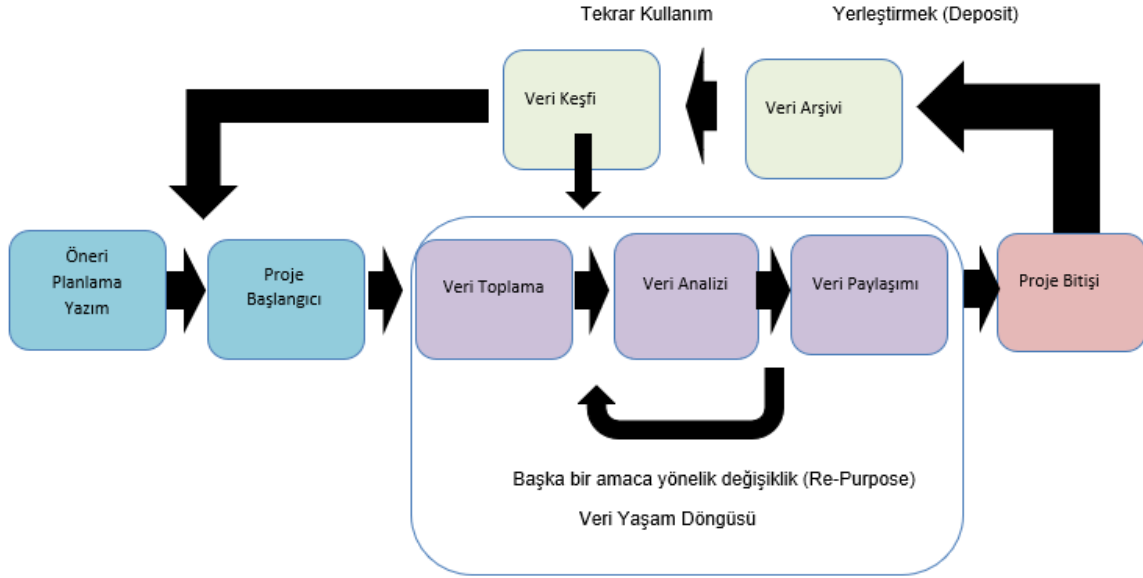 Tekrar Kullanım
Yerleştirmek (Deposit)
Veri Keşfi
Veri Arşivi
Öneri
Planlama
Yazım
Proje
Başlangıcı
Veri Toplama
Veri Analizi
Veri Paylaşımı
Proje Bitişi
Başka bir amaca yönelik değişiklik (Re-Purpose)
Veri Yaşam Döngüsü